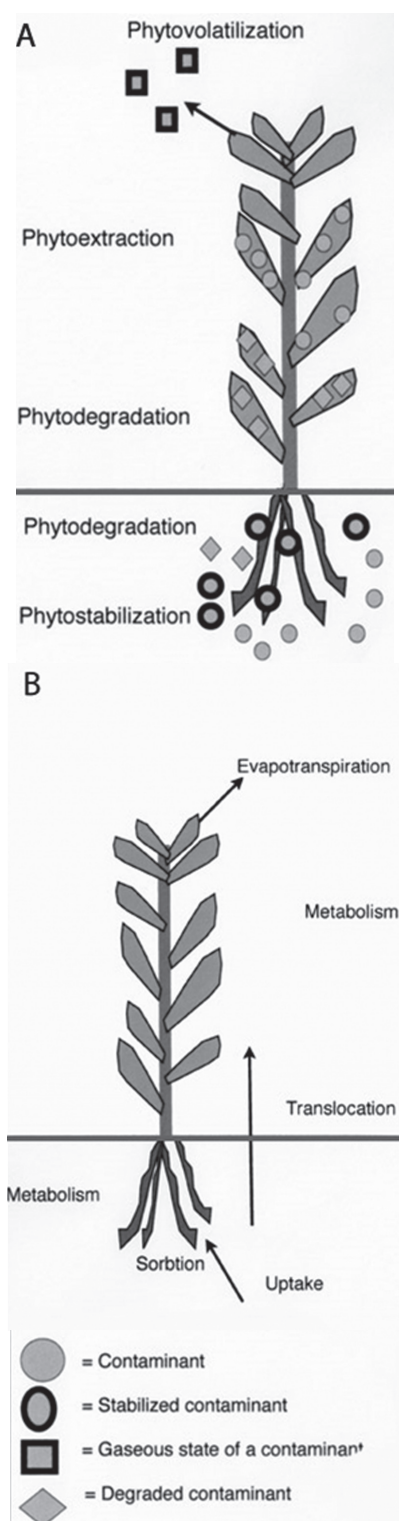 A
Phytovolatilization
Phytoextraction
Phytodegradation
Phytodegradation
Phytostabilization
B
Evapotranspiration
Metabolism
Translocation
Metabolism
Sorbtion
Uptake
= Contaminant
= Stabilized contaminant
= Gaseous state of a contaminant
= Degraded contaminant